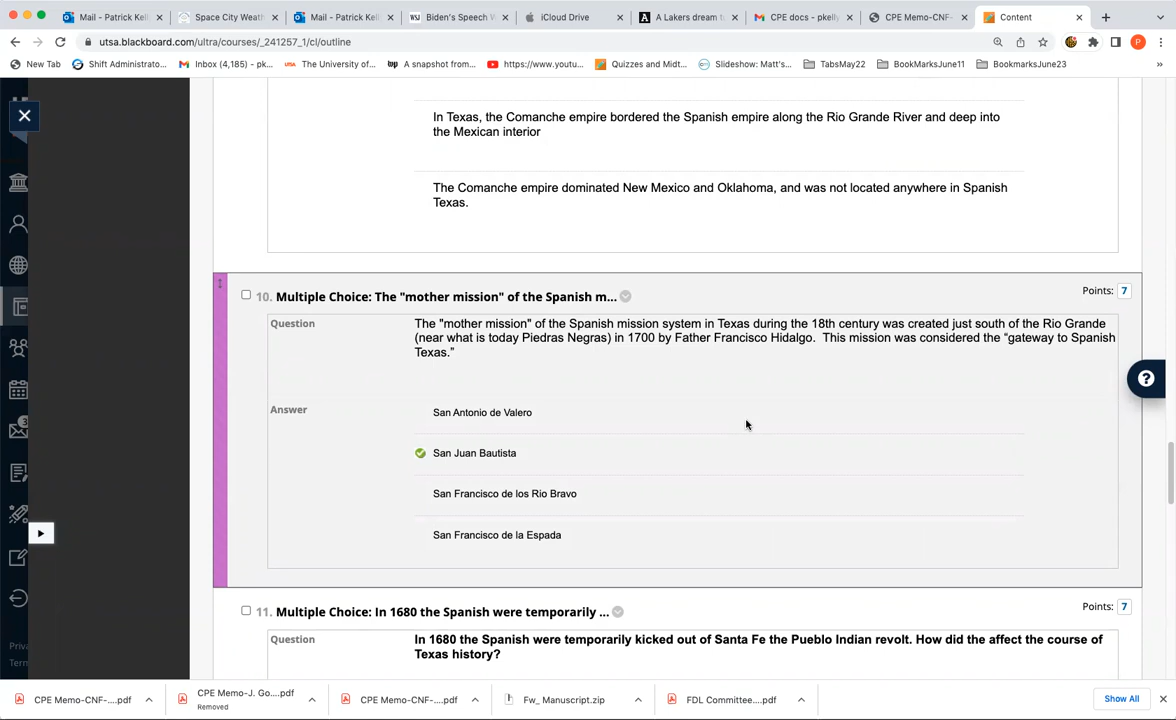 Mail - Patrick Kell
Space City Weath
Mail - Patrick Kell
WSJ
Biden's Speech W
iCloud Drive
A Lakers dream tu
CPE docs - pkelly
CPE Memo-CNF-
Content
utsa.blackboard.com/ultra/courses/_241257_1/cl/outline
P
New Tab
Shift Administrato...
Inbox (4,185) - pk...
UTSA The University of...
wp A snapshot from...
https://www.youtu...
Quizzes and Midt...
Slideshow: Matt's...
TabsMay22
BookMarksJune11
BookmarksJune23
»
In Texas, the Comanche empire bordered the Spanish empire along the Rio Grande River and deep into
the Mexican interior
The Comanche empire dominated New Mexico and Oklahoma, and was not located anywhere in Spanish
Texas.
10. Multiple Choice: The "mother mission" of the Spanish m...
Points: 7
Question
The "mother mission" of the Spanish mission system in Texas during the 18th century was created just south of the Rio Grande
(near what is today Piedras Negras) in 1700 by Father Francisco Hidalgo.  This mission was considered the “gateway to Spanish
Texas.”
Answer
San Antonio de Valero
San Juan Bautista
San Francisco de los Rio Bravo
San Francisco de la Espada
3
11. Multiple Choice: In 1680 the Spanish were temporarily ...
Points: 7
Question
In 1680 the Spanish were temporarily kicked out of Santa Fe the Pueblo Indian revolt. How did the affect the course of
Texas history?
Priva
Term
CPE Memo-CNF-....pdf
CPE Memo-J. Go....pdf
Removed
CPE Memo-CNF-....pdf
Fw_ Manuscript.zip
FDL Committee....pdf
Show All